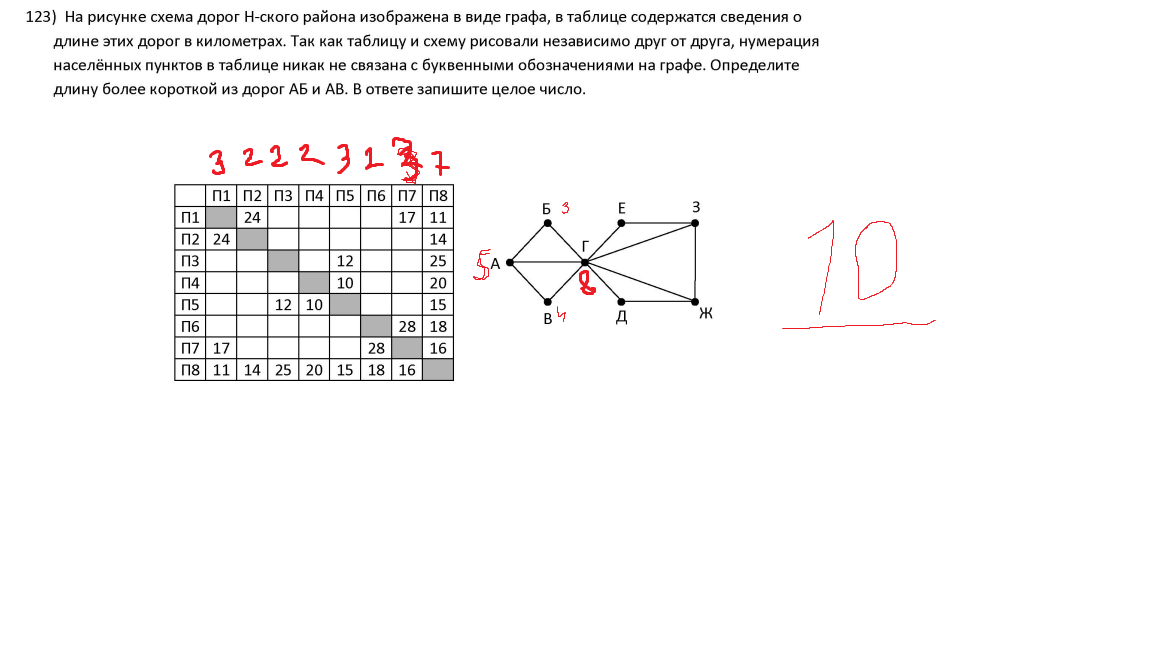 123) На рисунке схема дорог Н-ского района изображена в виде графа, в таблице содержатся сведения о
длине этих дорог в километрах. Так как таблицу и схему рисовали независимо друг от друга, нумерация
населённых пунктов в таблице никак не связана с буквенными обозначениями на графе. Определите
длину более короткой из дорог АБ и АВ. В ответе запишите целое число.
3 2 2 2 3 2 3 7
П1 П2 П3 П4 П5 П6 П7 П8
П1 24 17 11
П2 24 14
П3 12 25
П4 10 20
П5 12 10 15
П6 28 18
П7 17 28 16
П8 11 14 25 20 15 18 16
Б 3 Е З
Г
5 А
8
В 4 Д Ж
10